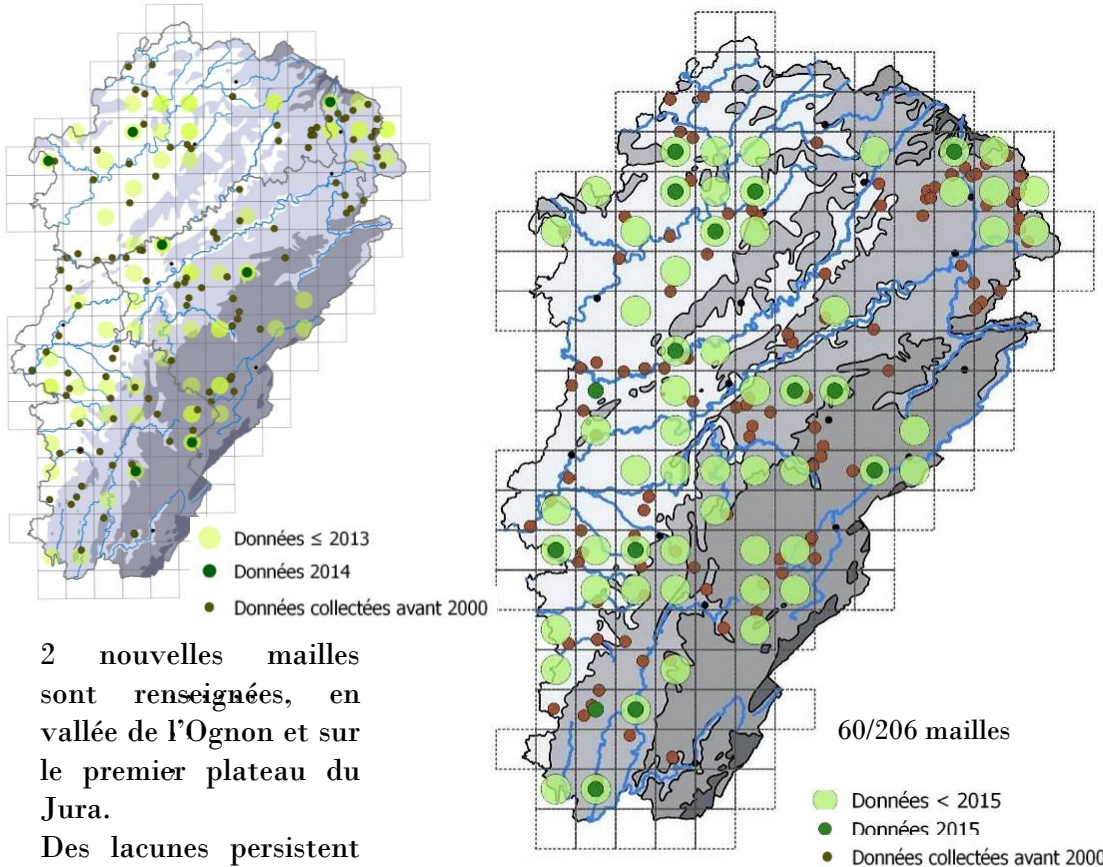 Données ≤ 2013
Données 2014
Données collectées avant 2000
2 nouvelles mailles
sont renseignées, en
vallée de l'Ognon et sur
le premier plateau du
Jura.
Des lacunes persistent
60/206 mailles
Données < 2015
Données 2015
Données collectées avant 2000